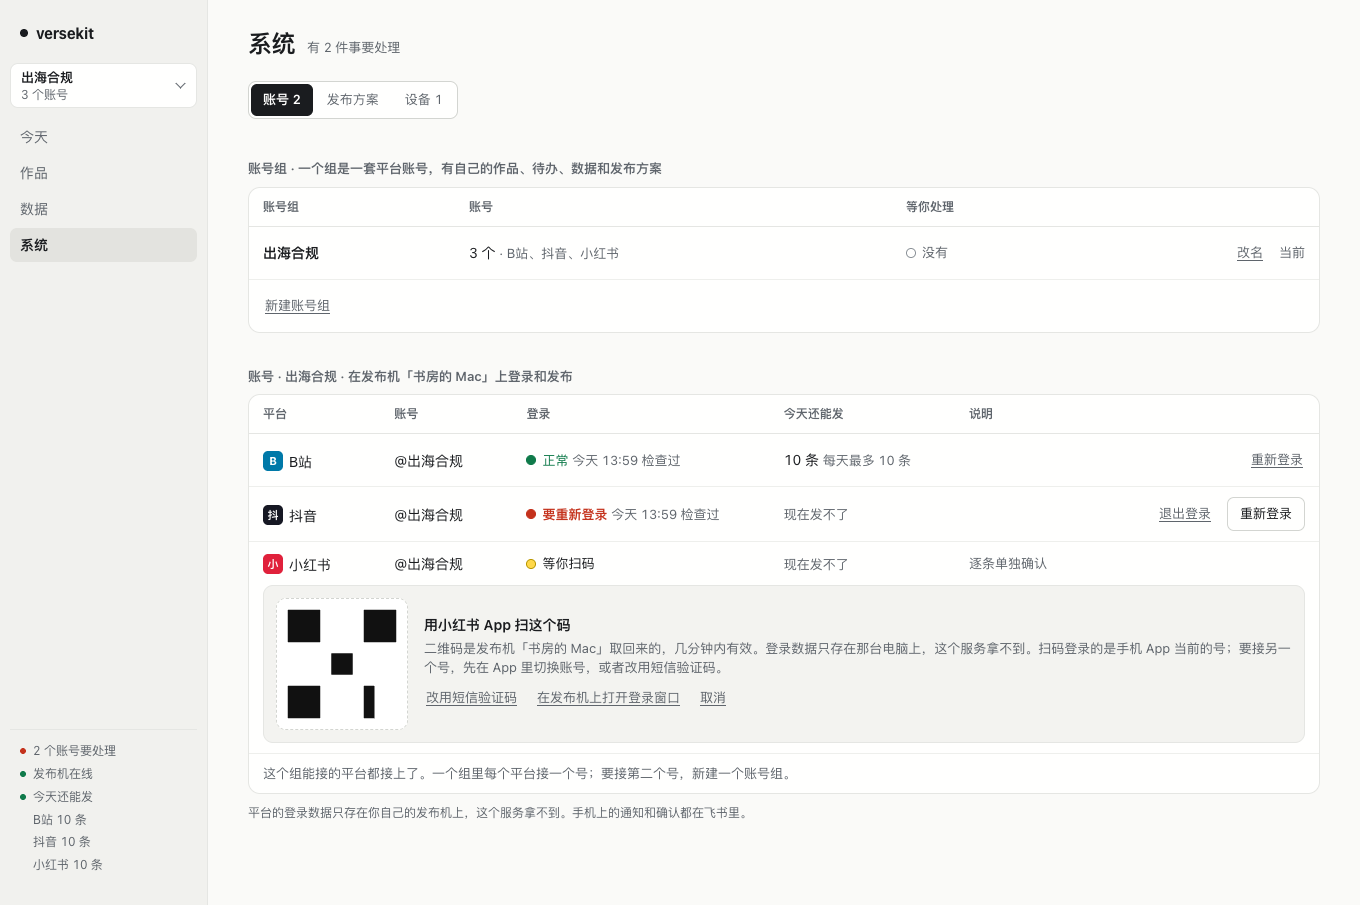 versekit
出海合规
3 个账号
今天
作品
数据
系统
2 个账号要处理
发布机在线
今天还能发
B站 10 条
抖音 10 条
小红书 10 条
系统 有 2 件事要处理
账号 2 发布方案 设备 1
账号组 · 一个组是一套平台账号，有自己的作品、待办、数据和发布方案
账号组 账号 等你处理
出海合规 3 个 · B站、抖音、小红书 没有 改名 当前
新建账号组
账号 · 出海合规 · 在发布机「书房的 Mac」上登录和发布
平台 账号 登录 今天还能发 说明
B B站 @出海合规 正常 今天 13:59 检查过 10 条 每天最多 10 条 重新登录
抖 抖音 @出海合规 要重新登录 今天 13:59 检查过 现在发不了 退出登录 重新登录
小 小红书 @出海合规 等你扫码 现在发不了 逐条单独确认
用小红书 App 扫这个码
二维码是发布机「书房的 Mac」取回来的，几分钟内有效。登录数据只存在那台电脑上，这个服务拿不到。扫码登录的是手机 App 当前的号；要接另一
个号，先在 App 里切换账号，或者改用短信验证码。
改用短信验证码 在发布机上打开登录窗口 取消
这个组能接的平台都接上了。一个组里每个平台接一个号；要接第二个号，新建一个账号组。
平台的登录数据只存在你自己的发布机上，这个服务拿不到。手机上的通知和确认都在飞书里。